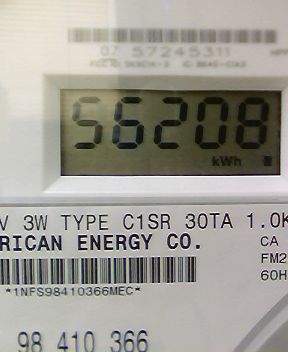 07 57245311
56208
kWh
V 3W TYPE C1SR 30TA 1.0K
RICAN ENERGY CO. CA
FM2
60H
*1NFS98410366MEC*
98 410 366